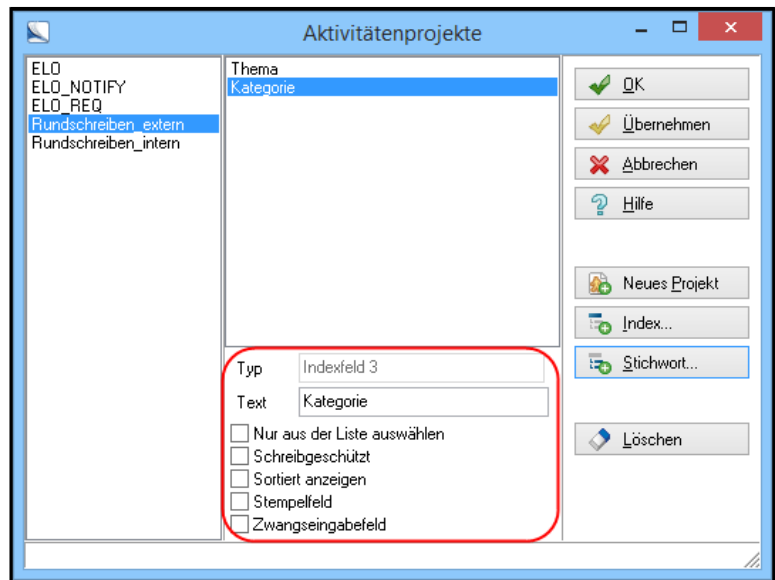 Aktivitätenprojekte
ELO
ELO_NOTIFY
ELO_REQ
Rundschreiben_extern
Rundschreiben_intern
Thema
Kategorie
Typ Indexfeld 3
Text Kategorie
Nur aus der Liste auswählen
Schreibgeschützt
Sortiert anzeigen
Stempelfeld
Zwangseingabefeld
OK
Übernehmen
Abbrechen
Hilfe
Neues Projekt
Index...
Stichwort...
Löschen